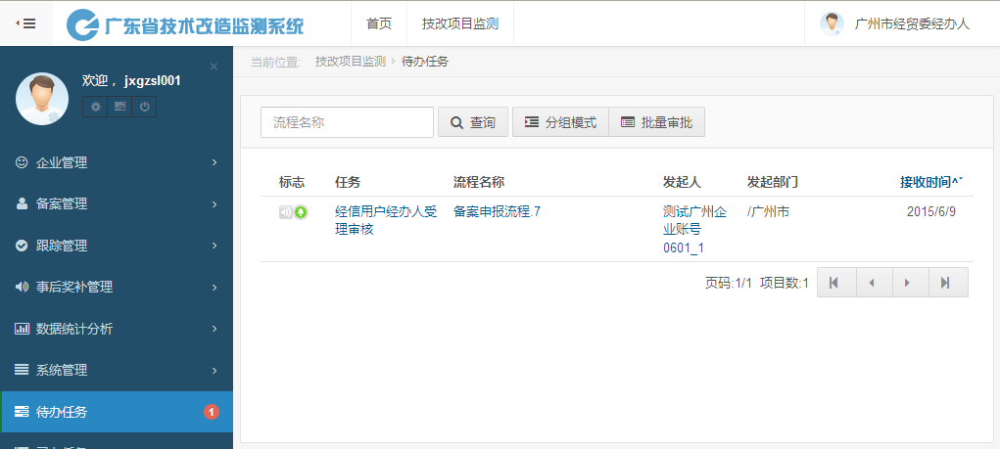 广东省技术改造监测系统
首页
技改项目监测
广州市经贸委经办人
欢迎， jxgzsl001
企业管理
备案管理
跟踪管理
事后奖补管理
数据统计分析
系统管理
待办任务 1
当前位置: 技改项目监测 › 待办任务
流程名称
查询
分组模式
批量审批
标志 任务 流程名称 发起人 发起部门 接收时间^ˇ
经信用户经办人受
理审核
备案申报流程.7
测试广州企
业账号
0601_1
/广州市
2015/6/9
页码:1/1 项目数:1